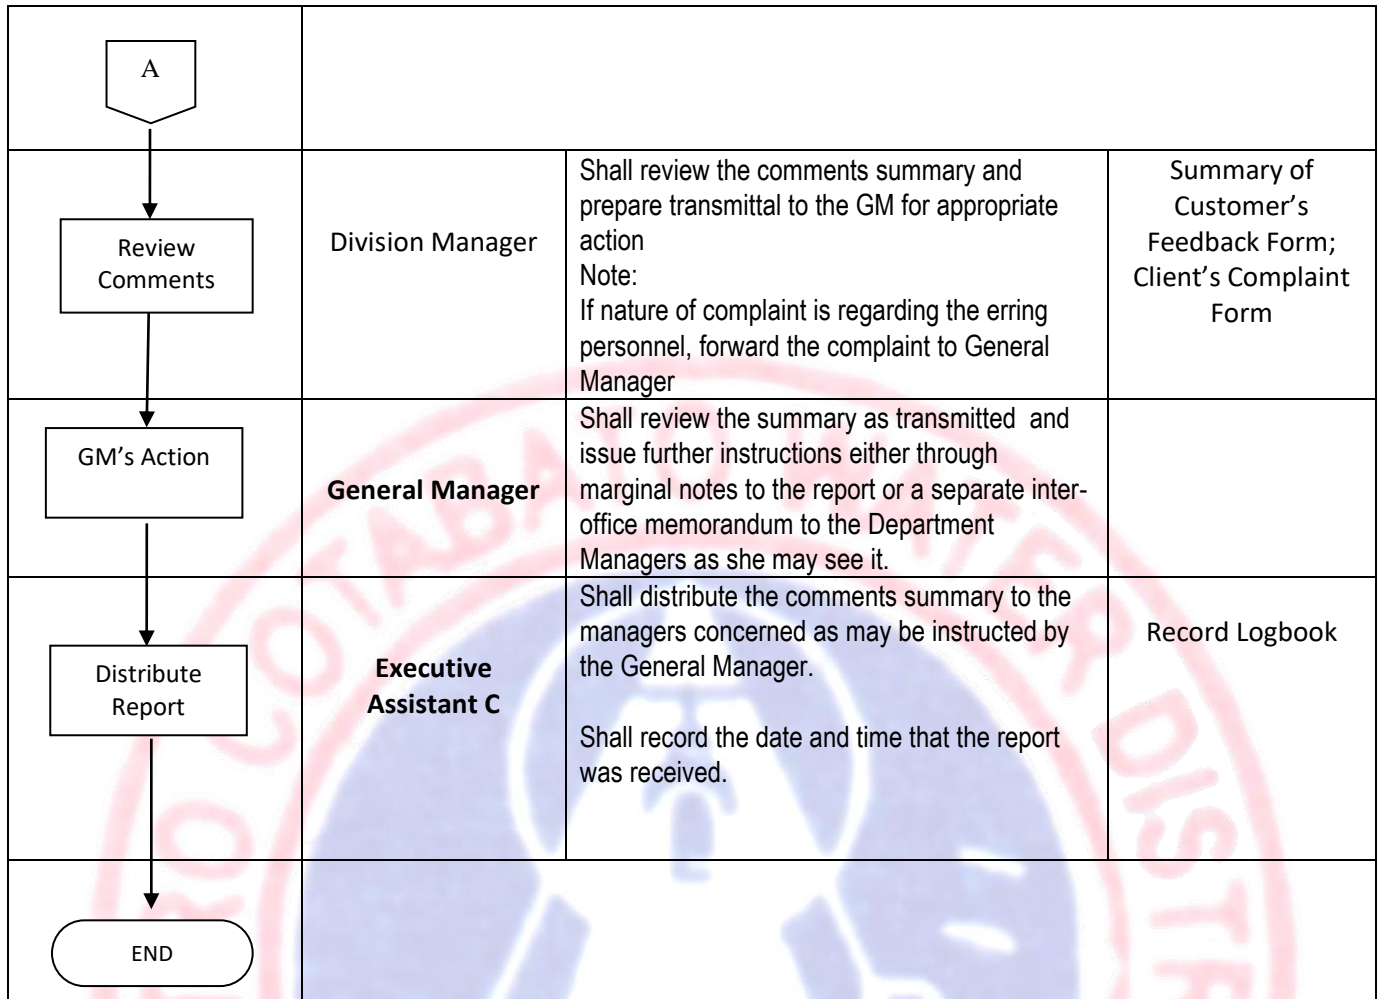 A
Review
Comments
Division Manager
Shall review the comments summary and
prepare transmittal to the GM for appropriate
action
Note:
If nature of complaint is regarding the erring
personnel, forward the complaint to General
Manager
Summary of
Customer’s
Feedback Form;
Client’s Complaint
Form
GM’s Action
General Manager
Shall review the summary as transmitted  and
issue further instructions either through
marginal notes to the report or a separate inter-
office memorandum to the Department
Managers as she may see it.
Distribute
Report
Executive
Assistant C
Shall distribute the comments summary to the
managers concerned as may be instructed by
the General Manager.
Shall record the date and time that the report
was received.
Record Logbook
END
RO COTABATO WATER DISTR